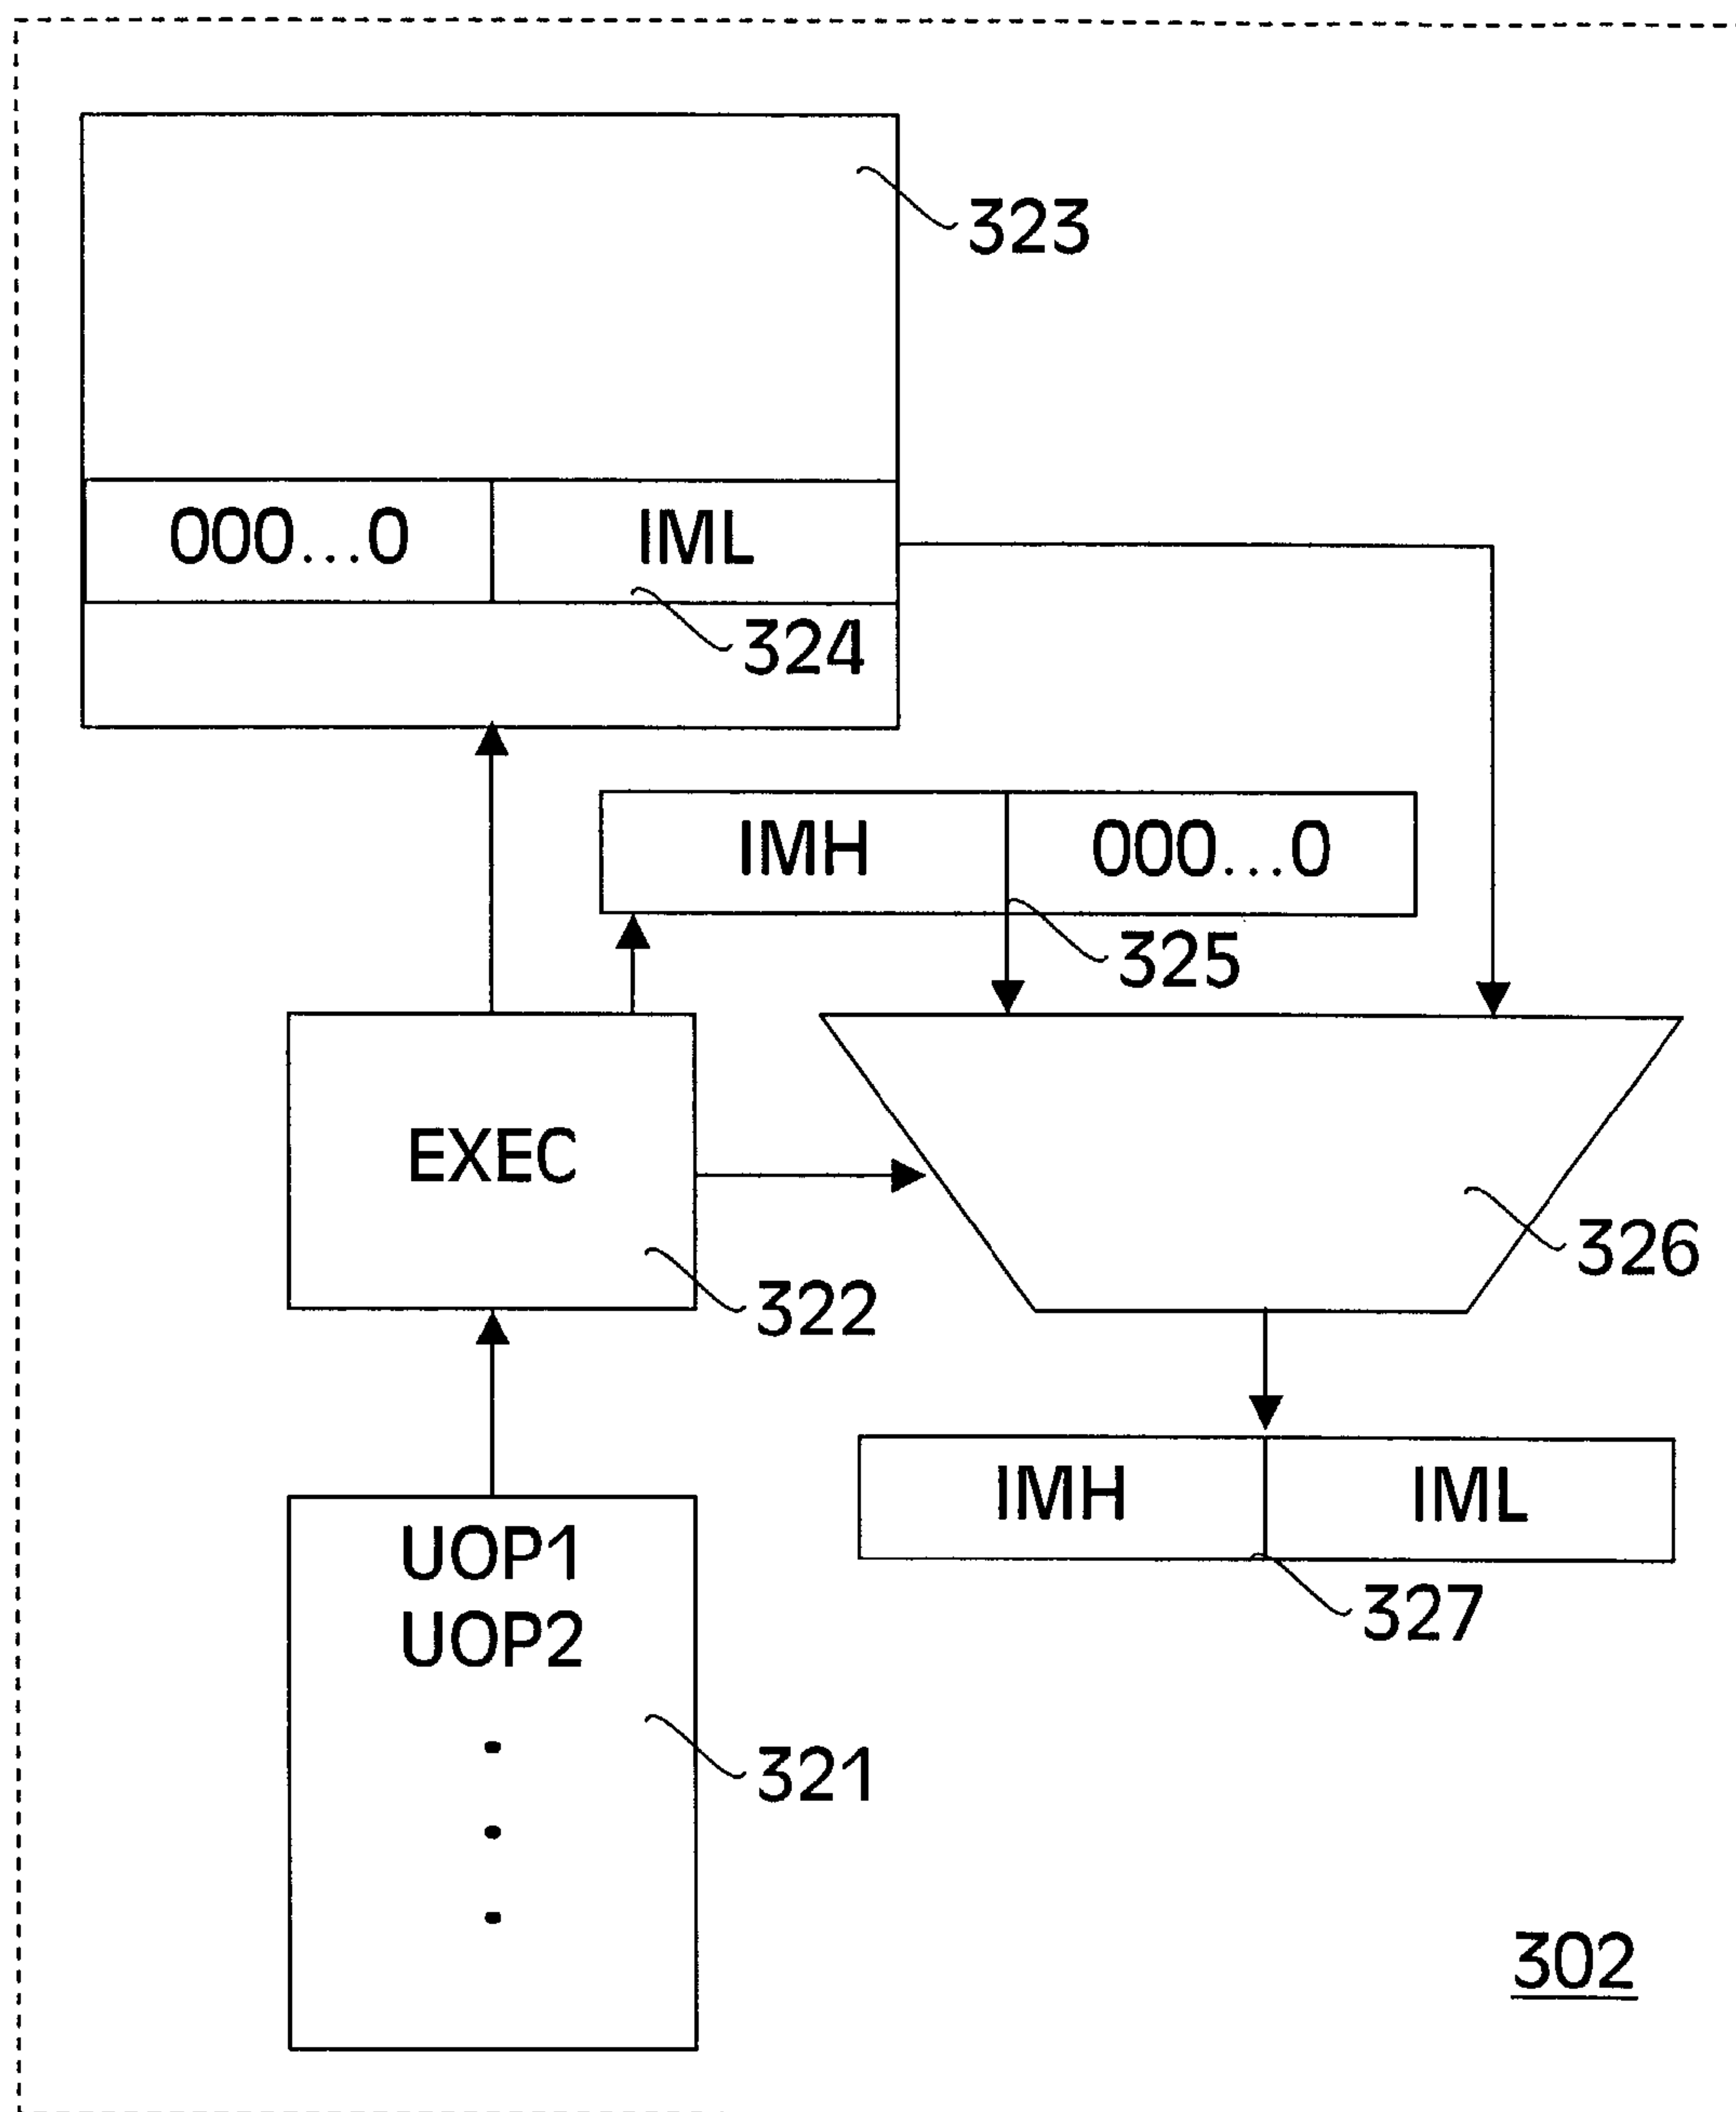 323
000...0 IML
324
IMH 000...0
325
EXEC
326
322
IMH IML
UOP1
327
UOP2
321
302